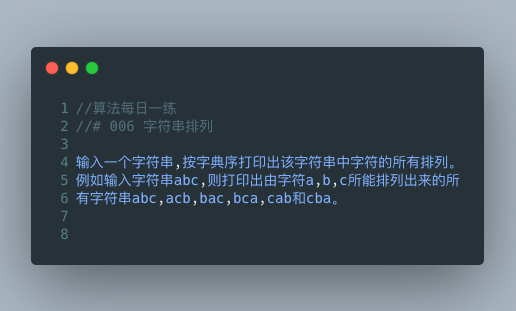 1 //算法每日一练
2 //# 006 字符串排列
3
4 输入一个字符串,按字典序打印出该字符串中字符的所有排列。
5 例如输入字符串abc,则打印出由字符a,b,c所能排列出来的所
6 有字符串abc,acb,bac,bca,cab和cba。
7
8